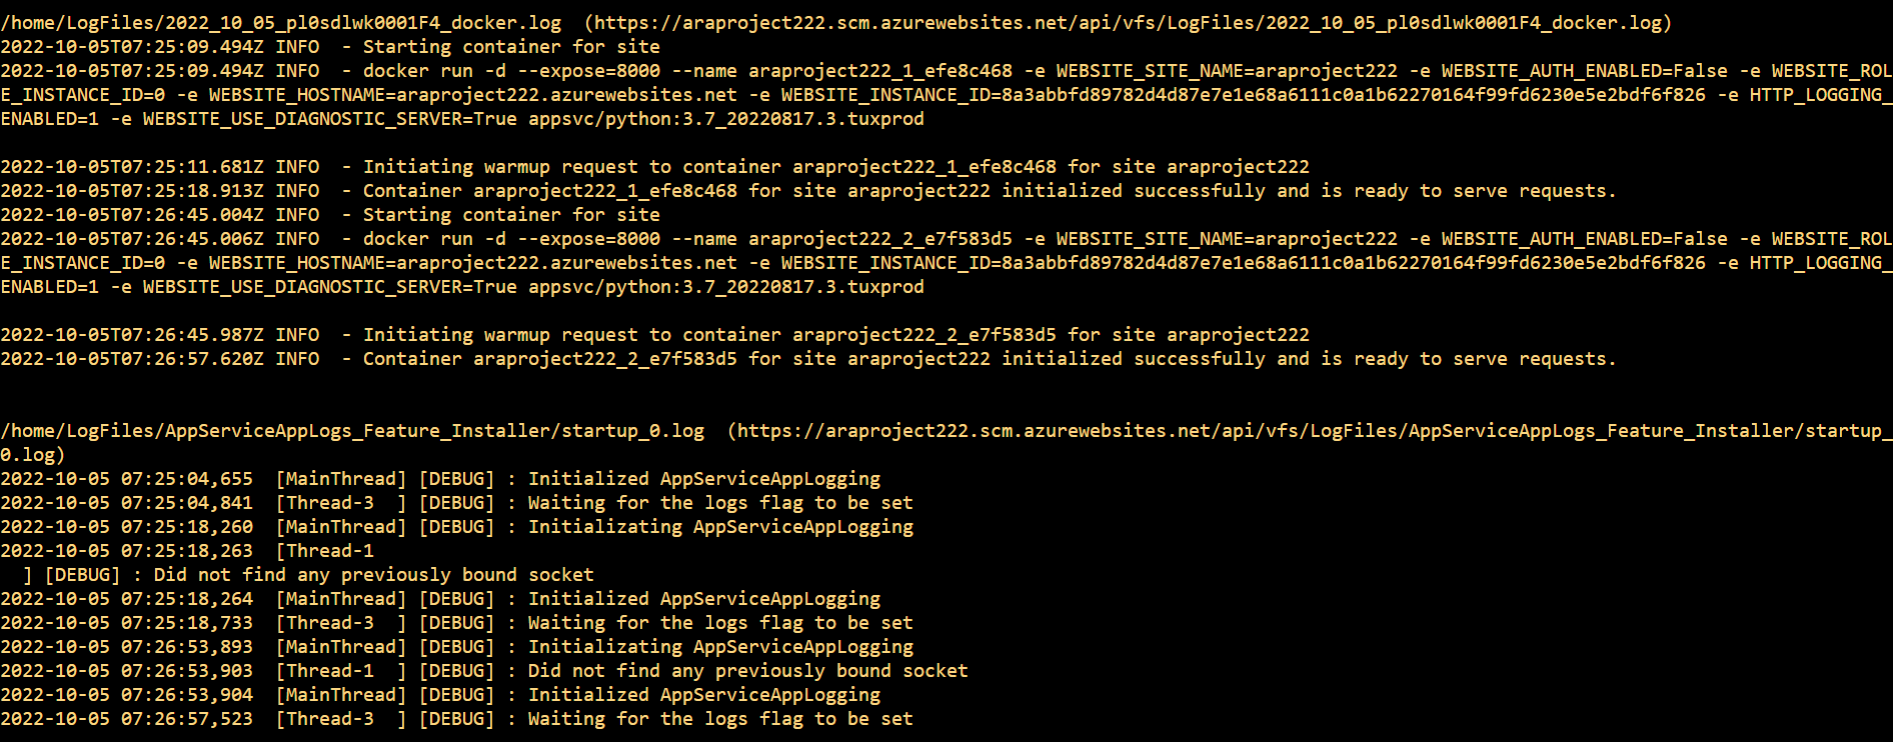 /home/LogFiles/2022_10_05_pl0sdlwk0001F4_docker.log  (https://araproject222.scm.azurewebsites.net/api/vfs/LogFiles/2022_10_05_pl0sdlwk0001F4_docker.log)
2022-10-05T07:25:09.494Z INFO  - Starting container for site
2022-10-05T07:25:09.494Z INFO  - docker run -d --expose=8000 --name araproject222_1_efe8c468 -e WEBSITE_SITE_NAME=araproject222 -e WEBSITE_AUTH_ENABLED=False -e WEBSITE_ROL
E_INSTANCE_ID=0 -e WEBSITE_HOSTNAME=araproject222.azurewebsites.net -e WEBSITE_INSTANCE_ID=8a3abbfd89782d4d87e7e1e68a6111c0a1b62270164f99fd6230e5e2bdf6f826 -e HTTP_LOGGING_
ENABLED=1 -e WEBSITE_USE_DIAGNOSTIC_SERVER=True appsvc/python:3.7_20220817.3.tuxprod
2022-10-05T07:25:11.681Z INFO  - Initiating warmup request to container araproject222_1_efe8c468 for site araproject222
2022-10-05T07:25:18.913Z INFO  - Container araproject222_1_efe8c468 for site araproject222 initialized successfully and is ready to serve requests.
2022-10-05T07:26:45.004Z INFO  - Starting container for site
2022-10-05T07:26:45.006Z INFO  - docker run -d --expose=8000 --name araproject222_2_e7f583d5 -e WEBSITE_SITE_NAME=araproject222 -e WEBSITE_AUTH_ENABLED=False -e WEBSITE_ROL
E_INSTANCE_ID=0 -e WEBSITE_HOSTNAME=araproject222.azurewebsites.net -e WEBSITE_INSTANCE_ID=8a3abbfd89782d4d87e7e1e68a6111c0a1b62270164f99fd6230e5e2bdf6f826 -e HTTP_LOGGING_
ENABLED=1 -e WEBSITE_USE_DIAGNOSTIC_SERVER=True appsvc/python:3.7_20220817.3.tuxprod
2022-10-05T07:26:45.987Z INFO  - Initiating warmup request to container araproject222_2_e7f583d5 for site araproject222
2022-10-05T07:26:57.620Z INFO  - Container araproject222_2_e7f583d5 for site araproject222 initialized successfully and is ready to serve requests.
/home/LogFiles/AppServiceAppLogs_Feature_Installer/startup_0.log  (https://araproject222.scm.azurewebsites.net/api/vfs/LogFiles/AppServiceAppLogs_Feature_Installer/startup_
0.log)
2022-10-05 07:25:04,655  [MainThread] [DEBUG] : Initialized AppServiceAppLogging
2022-10-05 07:25:04,841  [Thread-3  ] [DEBUG] : Waiting for the logs flag to be set
2022-10-05 07:25:18,260  [MainThread] [DEBUG] : Initializating AppServiceAppLogging
2022-10-05 07:25:18,263  [Thread-1
  ] [DEBUG] : Did not find any previously bound socket
2022-10-05 07:25:18,264  [MainThread] [DEBUG] : Initialized AppServiceAppLogging
2022-10-05 07:25:18,733  [Thread-3  ] [DEBUG] : Waiting for the logs flag to be set
2022-10-05 07:26:53,893  [MainThread] [DEBUG] : Initializating AppServiceAppLogging
2022-10-05 07:26:53,903  [Thread-1  ] [DEBUG] : Did not find any previously bound socket
2022-10-05 07:26:53,904  [MainThread] [DEBUG] : Initialized AppServiceAppLogging
2022-10-05 07:26:57,523  [Thread-3  ] [DEBUG] : Waiting for the logs flag to be set